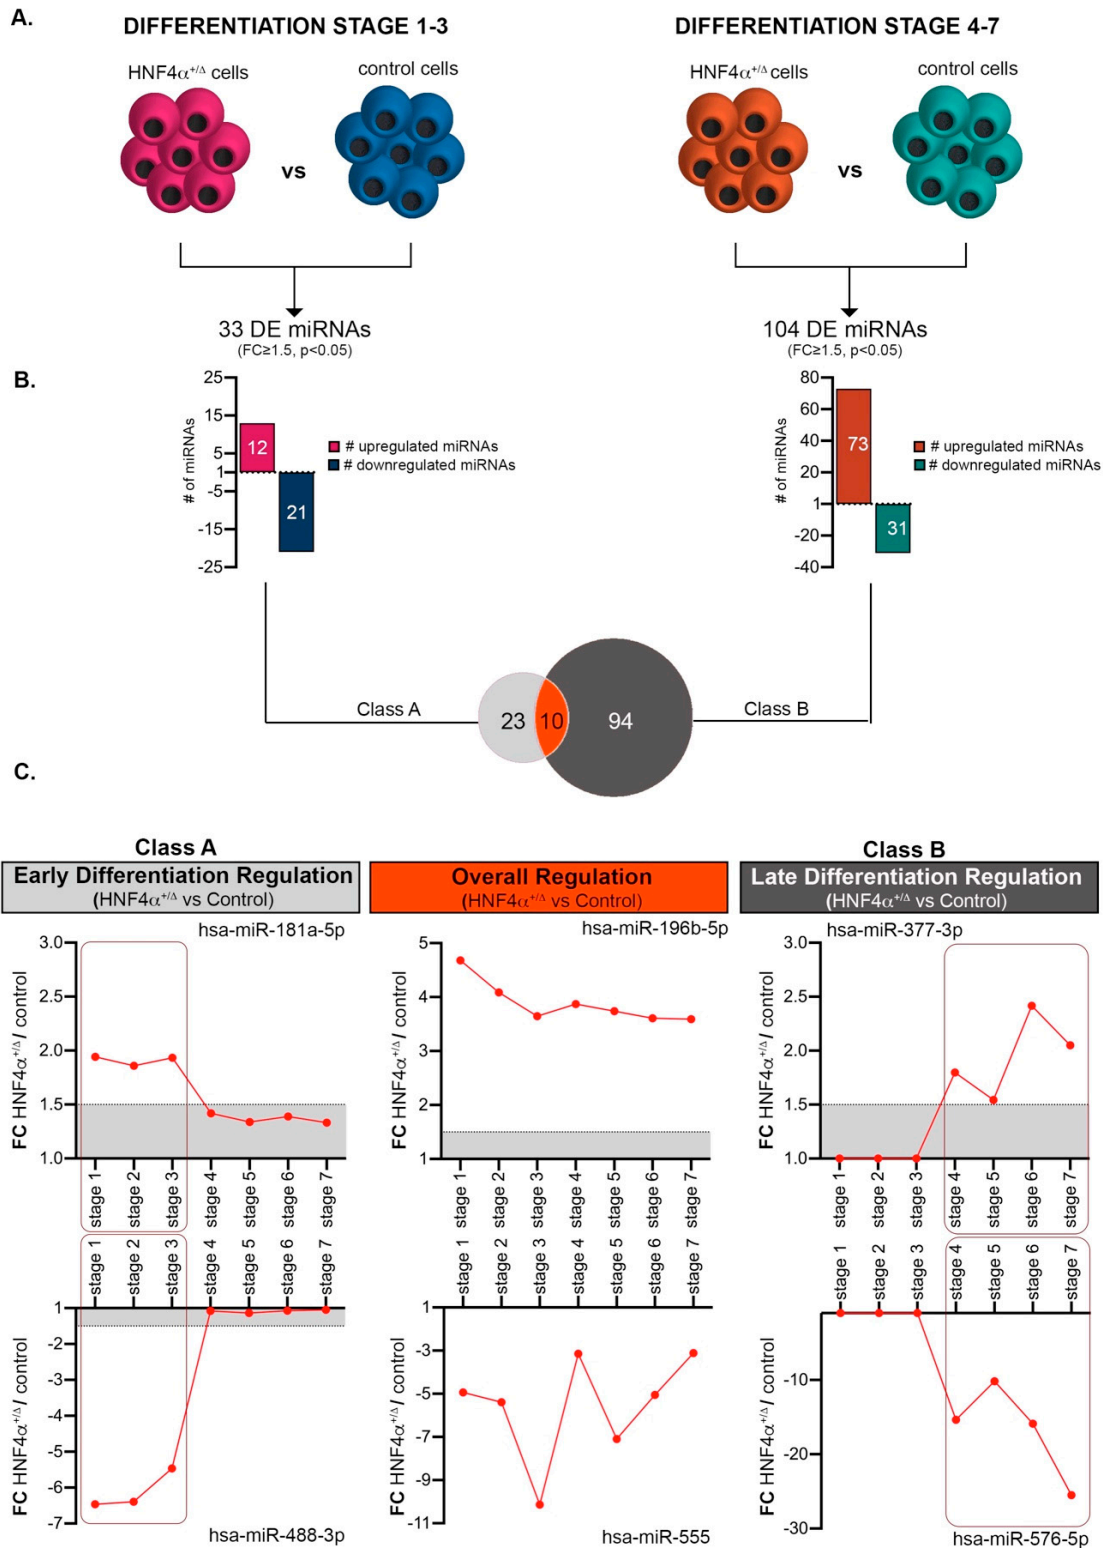 A.
DIFFERENTIATION STAGE 1-3
DIFFERENTIATION STAGE 4-7
HNF4α+/Δ cells
control cells
HNF4α+/Δ cells
control cells
vs
vs
33 DE miRNAs
(FC≥1.5, p<0.05)
104 DE miRNAs
(FC≥1.5, p<0.05)
B.
# of miRNAs
25
15
5
1
-5
-15
-25
12
21
# upregulated miRNAs
# downregulated miRNAs
# of miRNAs
80
60
40
20
1
-20
-40
73
31
# upregulated miRNAs
# downregulated miRNAs
Class A
23
10
94
Class B
C.
Class A
Early Differentiation Regulation
(HNF4α+/Δ vs Control)
Overall Regulation
(HNF4α+/Δ vs Control)
Class B
Late Differentiation Regulation
(HNF4α+/Δ vs Control)
hsa-miR-181a-5p
FC HNF4α+/Δ/ control
3.0
2.5
2.0
1.5
1.0
stage 1
stage 2
stage 3
stage 4
stage 5
stage 6
stage 7
hsa-miR-196b-5p
FC HNF4α+/Δ/ control
5
4
3
2
1
stage 1
stage 2
stage 3
stage 4
stage 5
stage 6
stage 7
hsa-miR-377-3p
FC HNF4α+/Δ/ control
3.0
2.5
2.0
1.5
1.0
stage 1
stage 2
stage 3
stage 4
stage 5
stage 6
stage 7
stage 1
stage 2
stage 3
stage 4
stage 5
stage 6
stage 7
FC HNF4α+/Δ/ control
1
-2
-3
-4
-5
-6
-7
hsa-miR-488-3p
stage 1
stage 2
stage 3
stage 4
stage 5
stage 6
stage 7
FC HNF4α+/Δ/ control
1
-3
-5
-7
-9
-11
hsa-miR-555
stage 1
stage 2
stage 3
stage 4
stage 5
stage 6
stage 7
FC HNF4α+/Δ/ control
-10
-20
-30
hsa-miR-576-5p